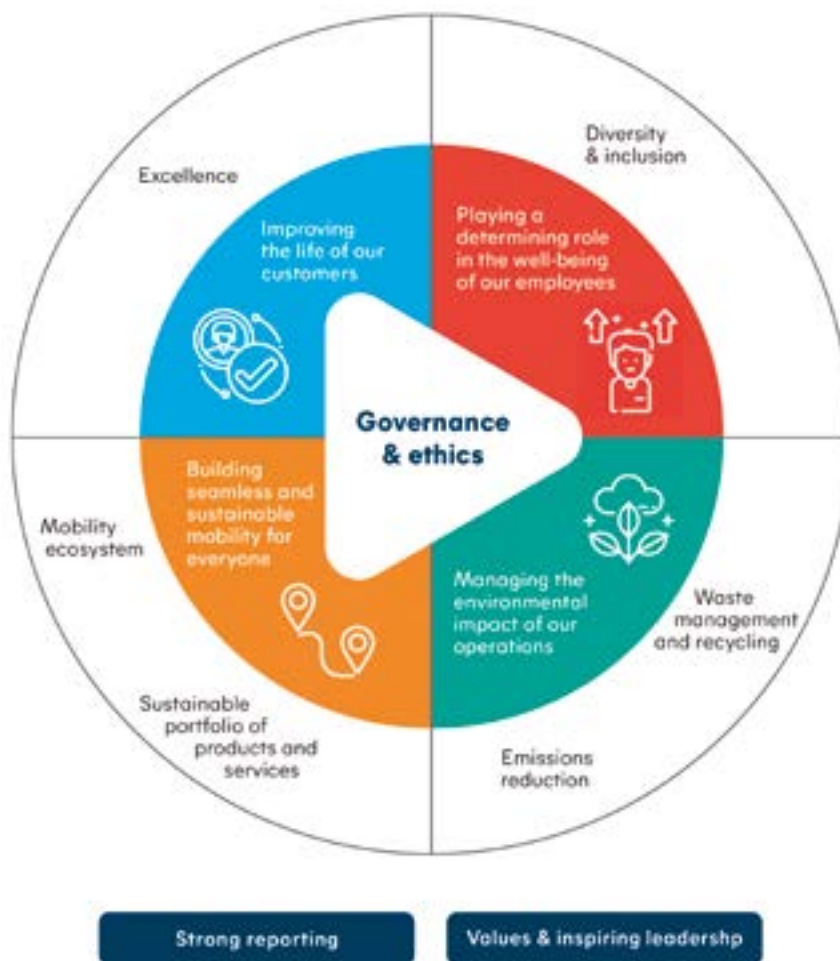 Excellence
Diversity
& inclusion
Improving
the life of our
customers
Playing a
determining role
in the well-being
of our employees
Governance
& ethics
Building
seamless and
sustainable
mobility for
everyone
Mobility
ecosystem
Managing the
environmental
impact of our
operations
Waste
management
and recycling
Sustainable
portfolio of
products and
services
Emissions
reduction
Strong reporting
Values & inspiring leadershp